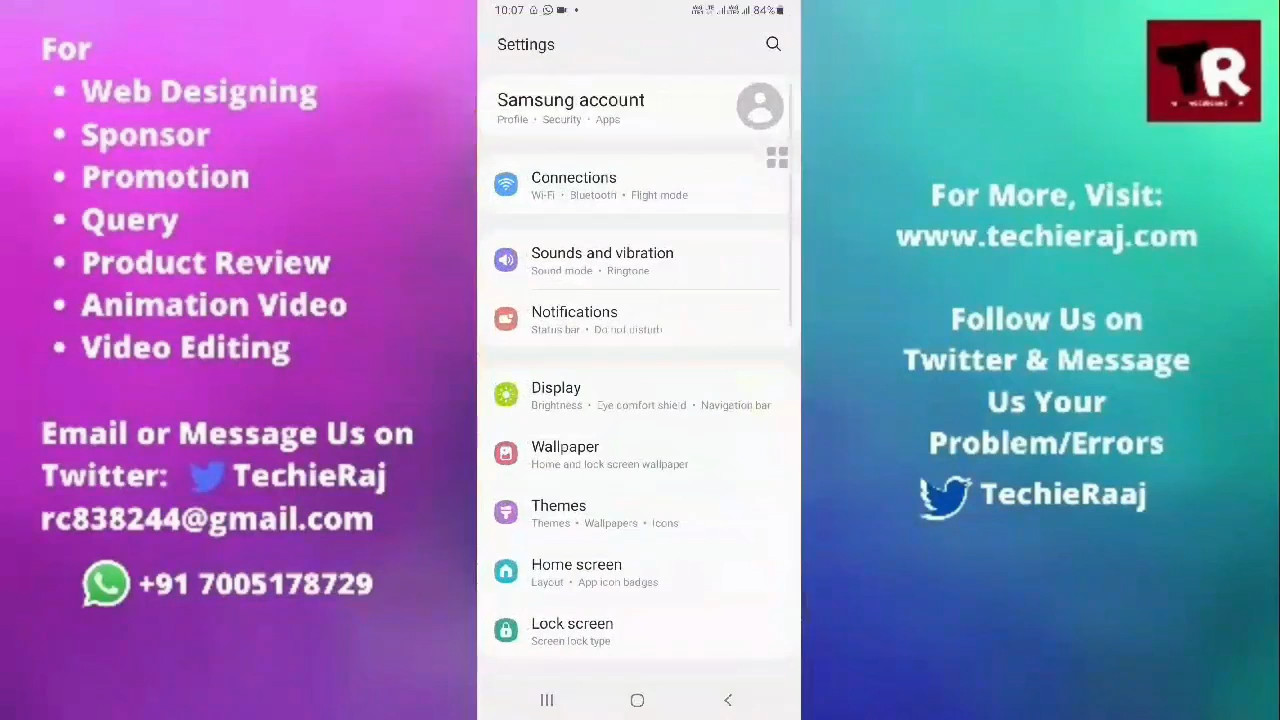 For
• Web Designing
• Sponsor
• Promotion
• Query
• Product Review
• Animation Video
• Video Editing
Email or Message Us on
Twitter: TechieRaj
rc838244@gmail.com
+91 7005178729
10:07
84%
Settings
Samsung account
Profile • Security • Apps
Connections
Wi-Fi • Bluetooth • Flight mode
Sounds and vibration
Sound mode • Ringtone
Notifications
Status bar • Do not disturb
Display
Brightness • Eye comfort shield • Navigation bar
Wallpaper
Home and lock screen wallpaper
Themes
Themes • Wallpapers • Icons
Home screen
Layout • App icon badges
Lock screen
Screen lock type
TR
For More, Visit:
www.techieraj.com
Follow Us on
Twitter & Message
Us Your
Problem/Errors
TechieRaaj